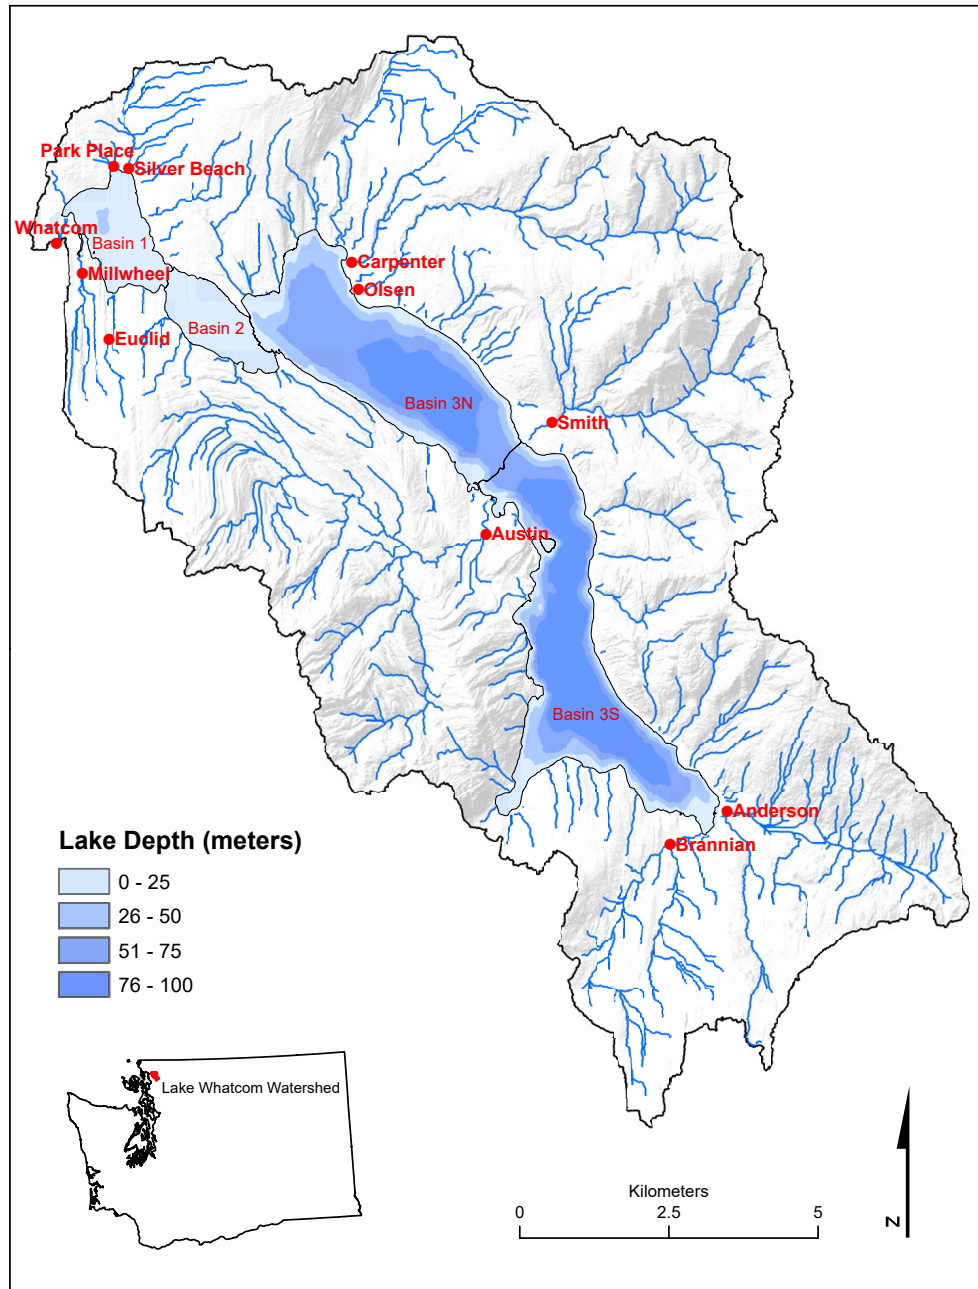 Park Place
Silver Beach
Whatcom
Basin 1
Millwheel
Carpenter
Olsen
Basin 2
Euclid
Basin 3N
Smith
Austin
Basin 3S
Anderson
Brannian
Lake Depth (meters)
0 - 25
26 - 50
51 - 75
76 - 100
Lake Whatcom Watershed
Kilometers
0 2.5 5
N